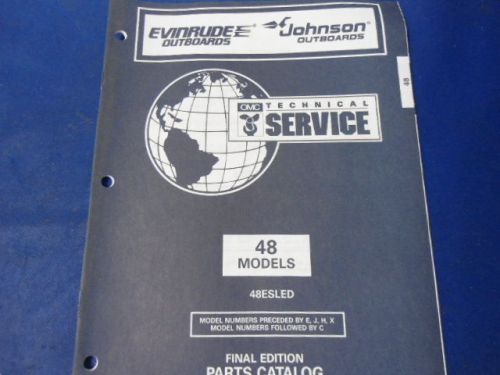 EVINRUDE
OUTBOARDS
Johnson®
OUTBOARDS
48
OMC
TECHNICAL
SERVICE
48
MODELS
48ESLED
MODEL NUMBERS PRECEDED BY E, J, H, X
MODEL NUMBERS FOLLOWED BY C
FINAL EDITION
PARTS CATALOG